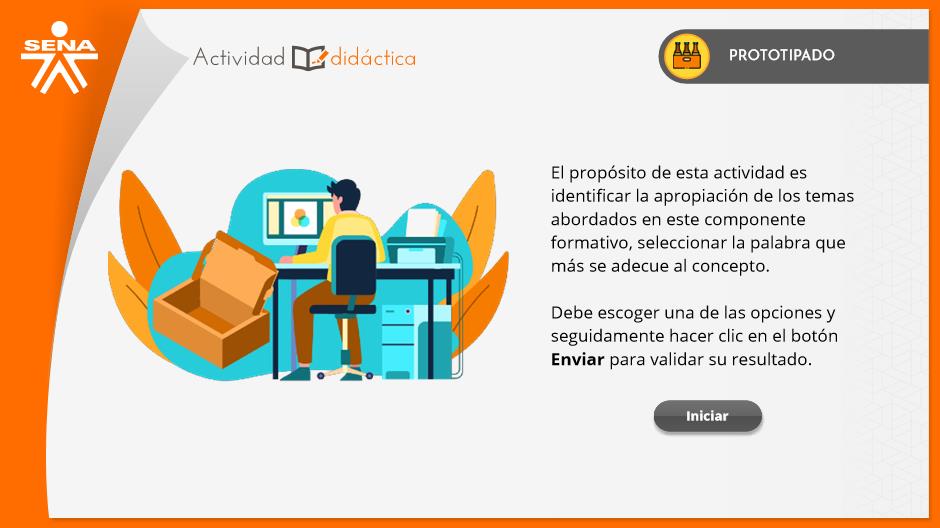 SENA
Actividad didáctica
PROTOTIPADO
El propósito de esta actividad es
identificar la apropiación de los temas
abordados en este componente
formativo, seleccionar la palabra que
más se adecue al concepto.
Debe escoger una de las opciones y
seguidamente hacer clic en el botón
Enviar para validar su resultado.
Iniciar